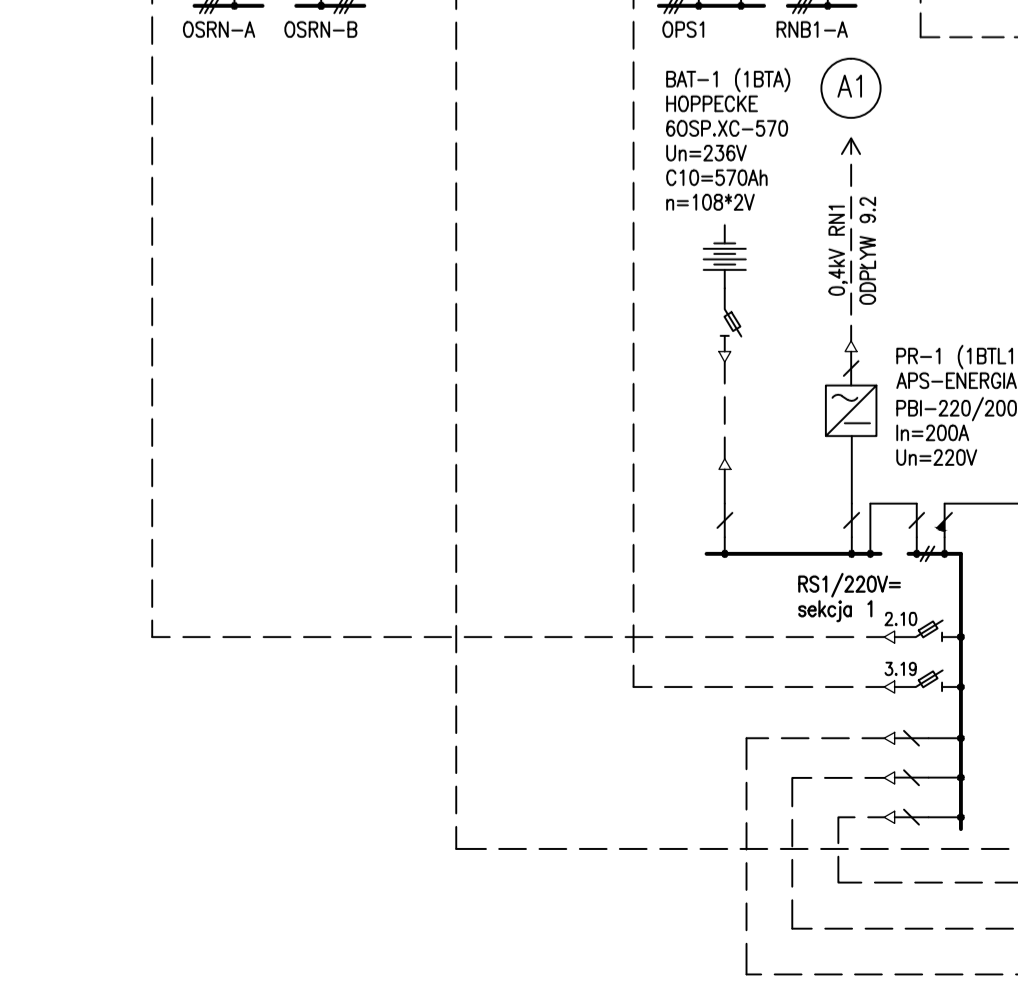 OSRN-A OSRN-B OPS1 RNB1-A
BAT-1 (1BTA)
HOPPECKE
6OSP.XC-570
Un=236V
C10=570Ah
n=108*2V
A1
0,4kV RN1
ODPŁYW 9.2
PR-1 (1BTL1
APS-ENERGIA
PBI-220/200
In=200A
Un=220V
RS1/220V=
sekcja 1
2.10
3.19